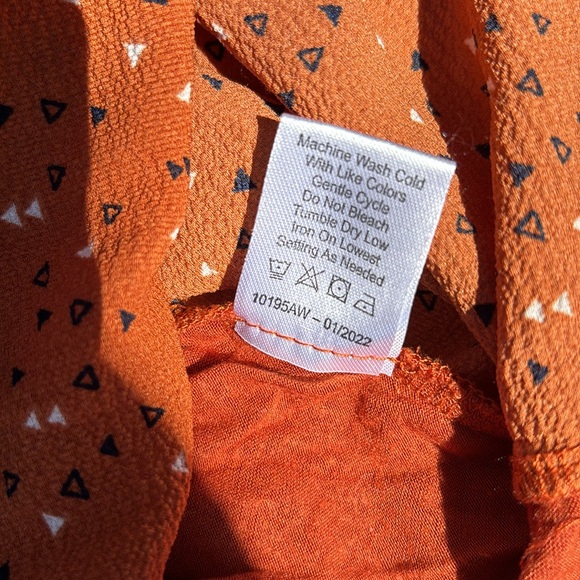 Machine Wash Cold
With Like Colors
Gentle Cycle
Do Not Bleach
Tumble Dry Low
Iron On Lowest
Setting As Needed
10195AW – 01/2022